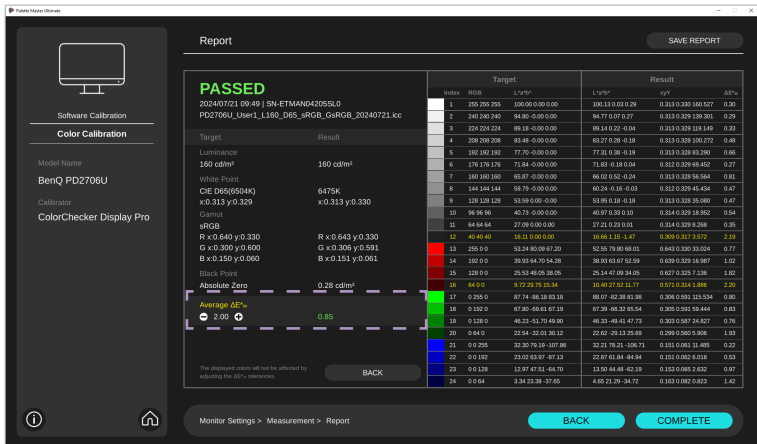 Palette Master Ultimate
Report
SAVE REPORT
Software Calibration
Color Calibration
Model Name
BenQ PD2706U
Calibrator
ColorChecker Display Pro
PASSED
2024/07/21 09:49 | SN-ETMAN04205SL0
PD2706U_User1_L160_D65_sRGB_GsRGB_20240721.icc
Target Result
Luminance
160 cd/m² 160 cd/m²
White Point
CIE D65(6504K) 6475K
x:0.313 y:0.329 x:0.313 y:0.330
Gamut
sRGB
R x:0.640 y:0.330 R x:0.643 y:0.330
G x:0.300 y:0.600 G x:0.306 y:0.591
B x:0.150 y:0.060 B x:0.151 y:0.061
Black Point
Absolute Zero 0.28 cd/m²
Average ΔE*₀₀
2.00 0.85
The displayed colors will not be affected by
adjusting the ΔE*₀₀ tolerances.
BACK
Target Result
Index RGB L*a*b* L*a*b* xyY ΔE*₀₀
1 255 255 255 100.00 0.00 0.00 100.13 0.03 0.29 0.313 0.330 160.527 0.30
2 240 240 240 94.80 -0.00 0.00 94.77 0.07 0.27 0.313 0.329 139.301 0.29
3 224 224 224 89.18 -0.00 0.00 89.14 0.22 -0.04 0.313 0.329 119.149 0.33
4 208 208 208 83.48 -0.00 0.00 83.27 0.28 -0.18 0.313 0.328 100.272 0.48
5 192 192 192 77.70 -0.00 0.00 77.31 0.38 -0.19 0.313 0.328 83.290 0.66
6 176 176 176 71.84 -0.00 0.00 71.83 -0.18 0.04 0.312 0.329 69.452 0.27
7 160 160 160 65.87 -0.00 0.00 66.02 0.52 -0.24 0.313 0.328 56.564 0.81
8 144 144 144 59.79 -0.00 0.00 60.24 -0.16 -0.03 0.312 0.329 45.434 0.47
9 128 128 128 53.59 0.00 -0.00 53.95 0.18 -0.18 0.313 0.328 35.080 0.47
10 96 96 96 40.73 -0.00 0.00 40.97 0.33 0.10 0.314 0.329 18.952 0.54
11 64 64 64 27.09 0.00 0.00 27.21 0.23 0.01 0.314 0.329 8.268 0.35
12 40 40 40 16.11 0.00 0.00 16.66 1.15 -1.47 0.309 0.317 3.572 2.19
13 255 0 0 53.24 80.09 67.20 52.55 79.80 68.01 0.643 0.330 33.024 0.77
14 192 0 0 39.93 64.70 54.28 38.93 63.67 52.59 0.639 0.329 16.987 1.02
15 128 0 0 25.53 48.05 38.05 25.14 47.09 34.05 0.627 0.325 7.136 1.82
16 64 0 0 9.72 29.75 15.34 10.40 27.52 11.77 0.571 0.314 1.886 2.20
17 0 255 0 87.74 -86.18 83.18 88.07 -82.38 81.98 0.306 0.591 115.534 0.80
18 0 192 0 67.80 -69.61 67.19 67.39 -66.32 65.54 0.305 0.591 59.444 0.83
19 0 128 0 46.23 -51.70 49.90 46.33 -49.41 47.73 0.303 0.587 24.827 0.76
20 0 64 0 22.54 -32.01 30.12 22.62 -29.13 25.69 0.299 0.560 5.906 1.93
21 0 0 255 32.30 79.19 -107.86 32.21 78.21 -106.71 0.151 0.061 11.485 0.22
22 0 0 192 23.02 63.97 -87.13 22.87 61.84 -84.94 0.151 0.062 6.018 0.53
23 0 0 128 12.97 47.51 -64.70 13.50 44.48 -62.19 0.153 0.065 2.632 0.97
24 0 0 64 3.34 23.38 -37.65 4.65 21.29 -34.72 0.163 0.082 0.823 1.42
Monitor Settings > Measurement > Report
BACK
COMPLETE